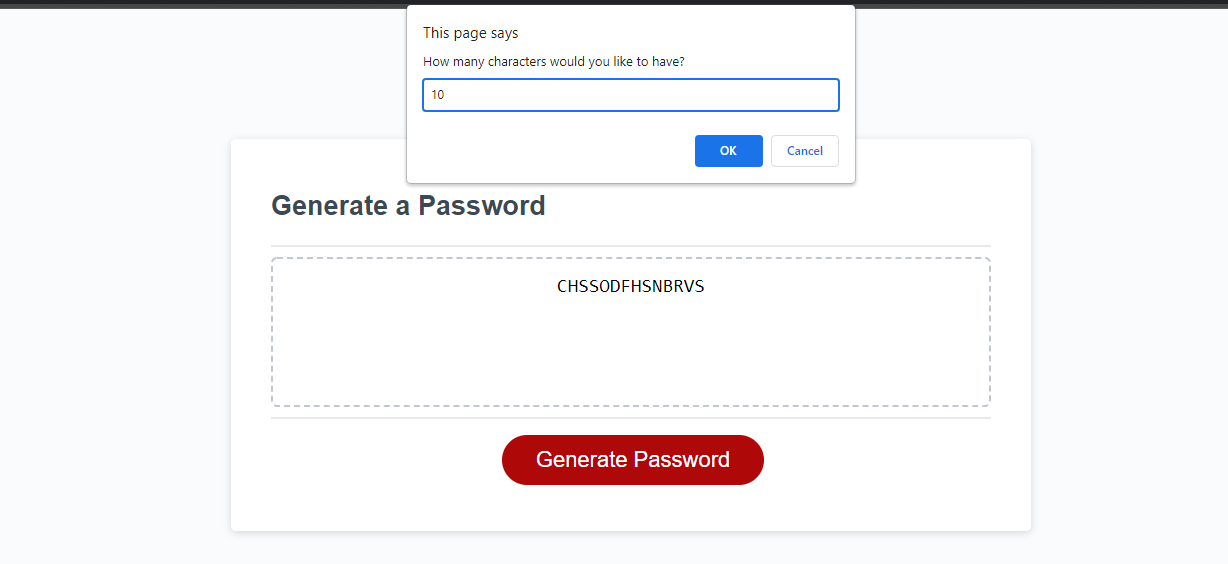 This page says
How many characters would you like to have?
10
OK
Cancel
Generate a Password
CHSSODFHSNBRVS
Generate Password